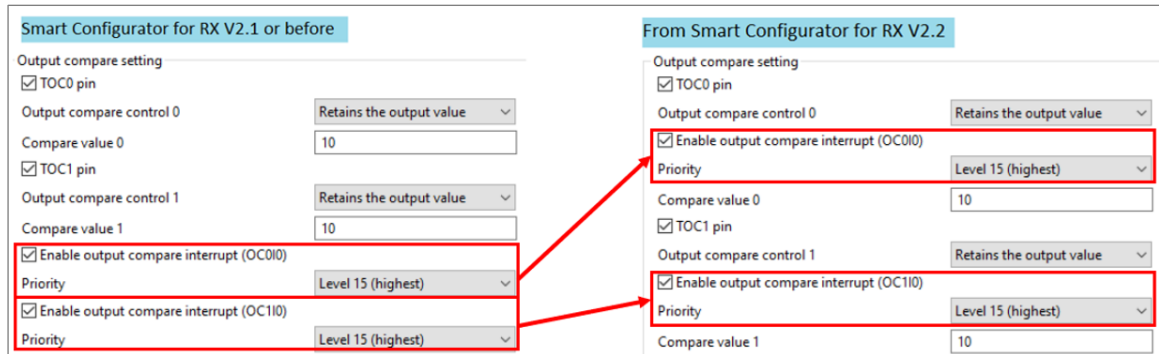 Smart Configurator for RX V2.1 or before
Output compare setting
TOC0 pin
Output compare control 0 Retains the output value
Compare value 0 10
TOC1 pin
Output compare control 1 Retains the output value
Compare value 1 10
Enable output compare interrupt (OC0I0)
Priority Level 15 (highest)
Enable output compare interrupt (OC1I0)
Priority Level 15 (highest)
From Smart Configurator for RX V2.2
Output compare setting
TOC0 pin
Output compare control 0 Retains the output value
Enable output compare interrupt (OC0I0)
Priority Level 15 (highest)
Compare value 0 10
TOC1 pin
Output compare control 1 Retains the output value
Enable output compare interrupt (OC1I0)
Priority Level 15 (highest)
Compare value 1 10